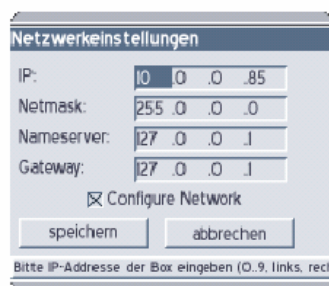 Netzwerkeinstellungen
IP: 10 .0 .0 .85
Netmask: 255 .0 .0 .0
Nameserver: 127 .0 .0 .1
Gateway: 127 .0 .0 .1
Configure Network
speichern abbrechen
Bitte IP-Addresse der Box eingeben (0..9, links,